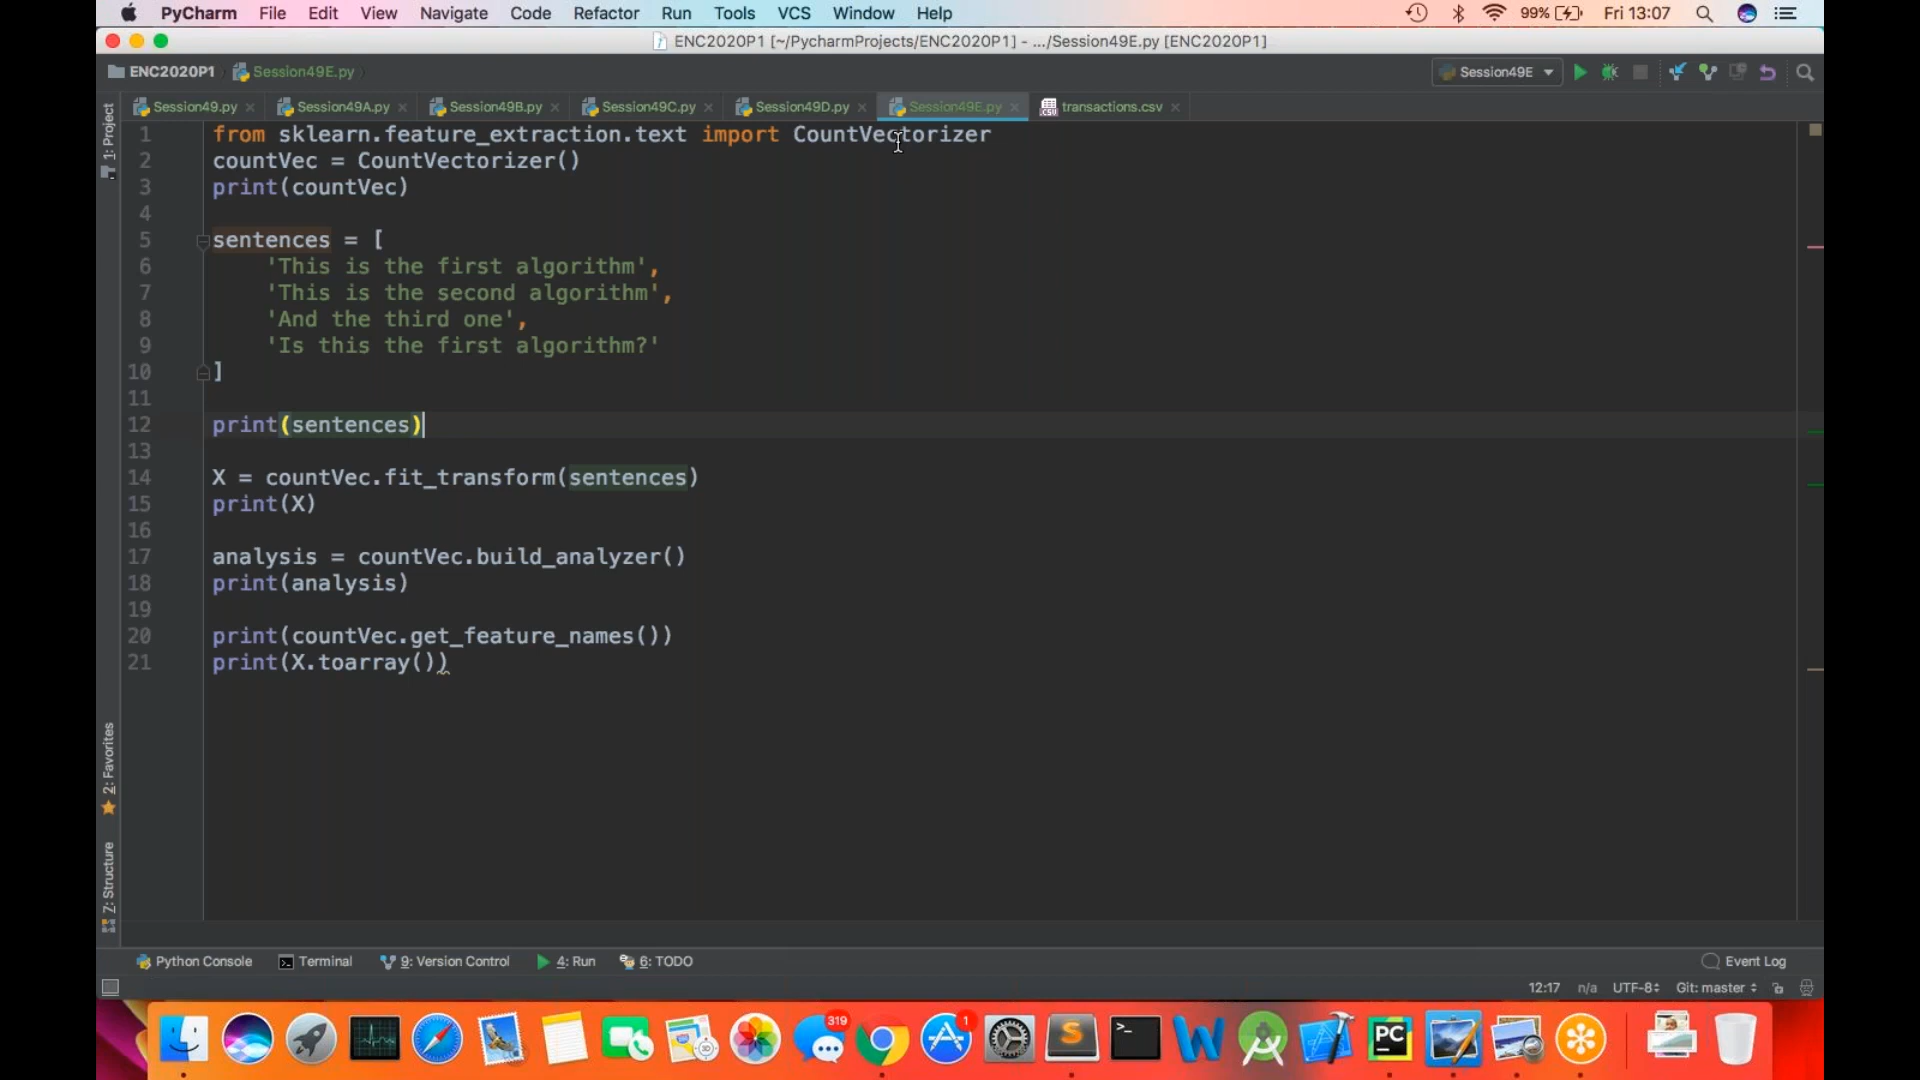 PyCharm File Edit View Navigate Code Refactor Run Tools VCS Window Help 99% Fri 13:07
ENC2020P1 [~/PycharmProjects/ENC2020P1] - .../Session49E.py [ENC2020P1]
ENC2020P1 Session49E.py Session49E
Session49.py Session49A.py Session49B.py Session49C.py Session49D.py Session49E.py transactions.csv
1: Project
1 from sklearn.feature_extraction.text import CountVectorizer
2 countVec = CountVectorizer()
3 print(countVec)
4
5 sentences = [
6 'This is the first algorithm',
7 'This is the second algorithm',
8 'And the third one',
9 'Is this the first algorithm?'
10 ]
11
12 print(sentences)
13
14 X = countVec.fit_transform(sentences)
15 print(X)
16
17 analysis = countVec.build_analyzer()
18 print(analysis)
19
20 print(countVec.get_feature_names())
21 print(X.toarray())
2: Favorites
Z: Structure
Python Console Terminal 9: Version Control 4: Run 6: TODO Event Log
12:17 n/a UTF-8 Git: master
319
1
PC